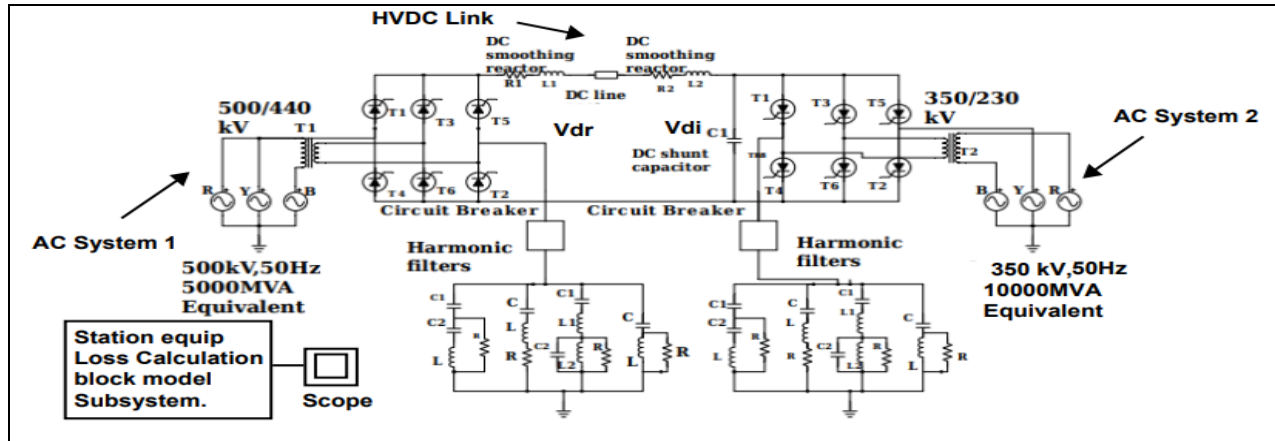 HVDC Link
DC
smoothing
reactor
R1
L1
DC line
DC
smoothing
reactor
R2
L2
500/440
kV
T1
T1
T3
T5
T4
T6
T2
Vdr
Vdi
C1
DC shunt
capacitor
T1
T3
T5
T4
T6
T2
350/230
kV
T2
AC System 2
R
Y
B
B
Y
R
AC System 1
Circuit Breaker
Circuit Breaker
500kV,50Hz
5000MVA
Equivalent
350 kV,50Hz
10000MVA
Equivalent
Harmonic
filters
Harmonic
filters
C1
C2
R
L
C
L
R
C1
L1
C2
L2
R
C
R
C1
C2
R
L
C
L
R
C1
L1
C2
L2
R
C
L
R
Station equip
Loss Calculation
block model
Subsystem.
Scope